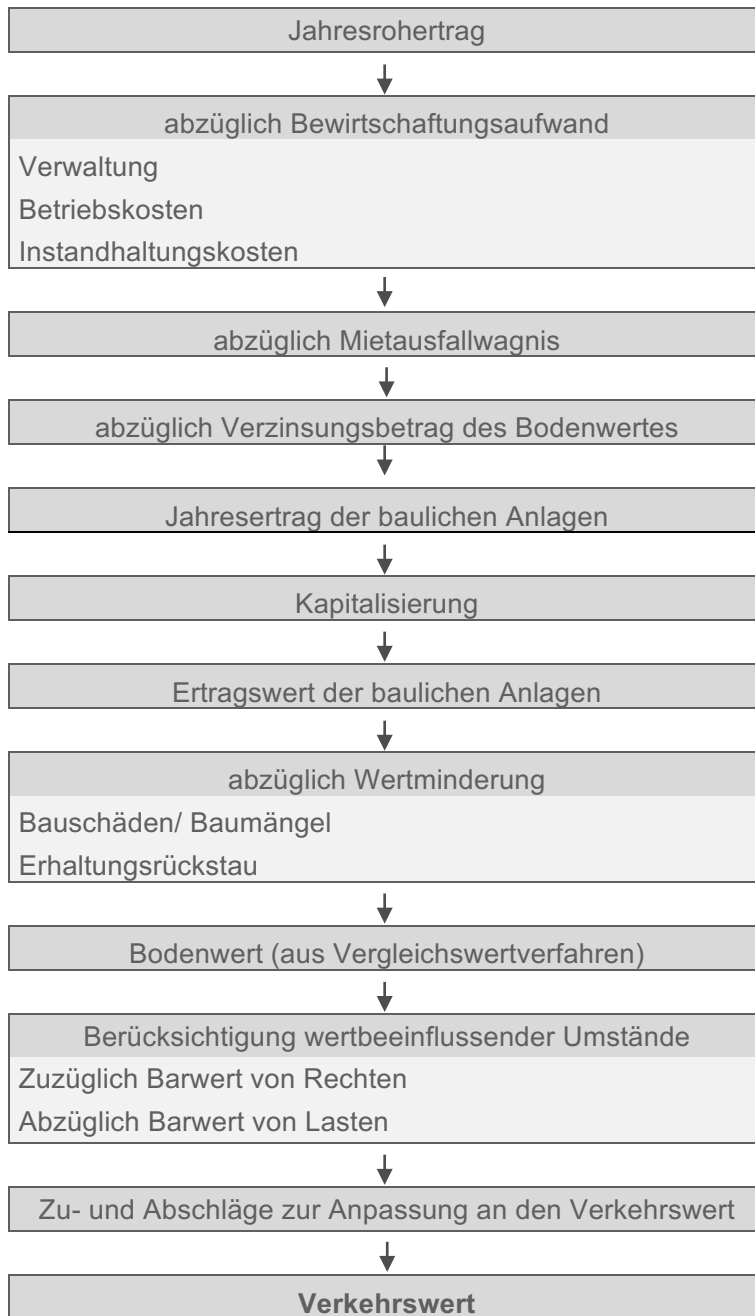 Jahresrohertrag
abzüglich Bewirtschaftungsaufwand
Verwaltung
Betriebskosten
Instandhaltungskosten
abzüglich Mietausfallwagnis
abzüglich Verzinsungsbetrag des Bodenwertes
Jahresertrag der baulichen Anlagen
Kapitalisierung
Ertragswert der baulichen Anlagen
abzüglich Wertminderung
Bauschäden/ Baumängel
Erhaltungsrückstau
Bodenwert (aus Vergleichswertverfahren)
Berücksichtigung wertbeeinflussender Umstände
Zuzüglich Barwert von Rechten
Abzüglich Barwert von Lasten
Zu- und Abschläge zur Anpassung an den Verkehrswert
Verkehrswert